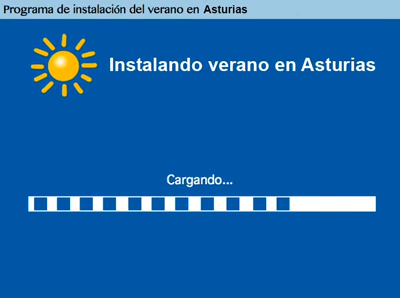 Programa de instalación del verano en Asturias
Instalando verano en Asturias
Cargando...